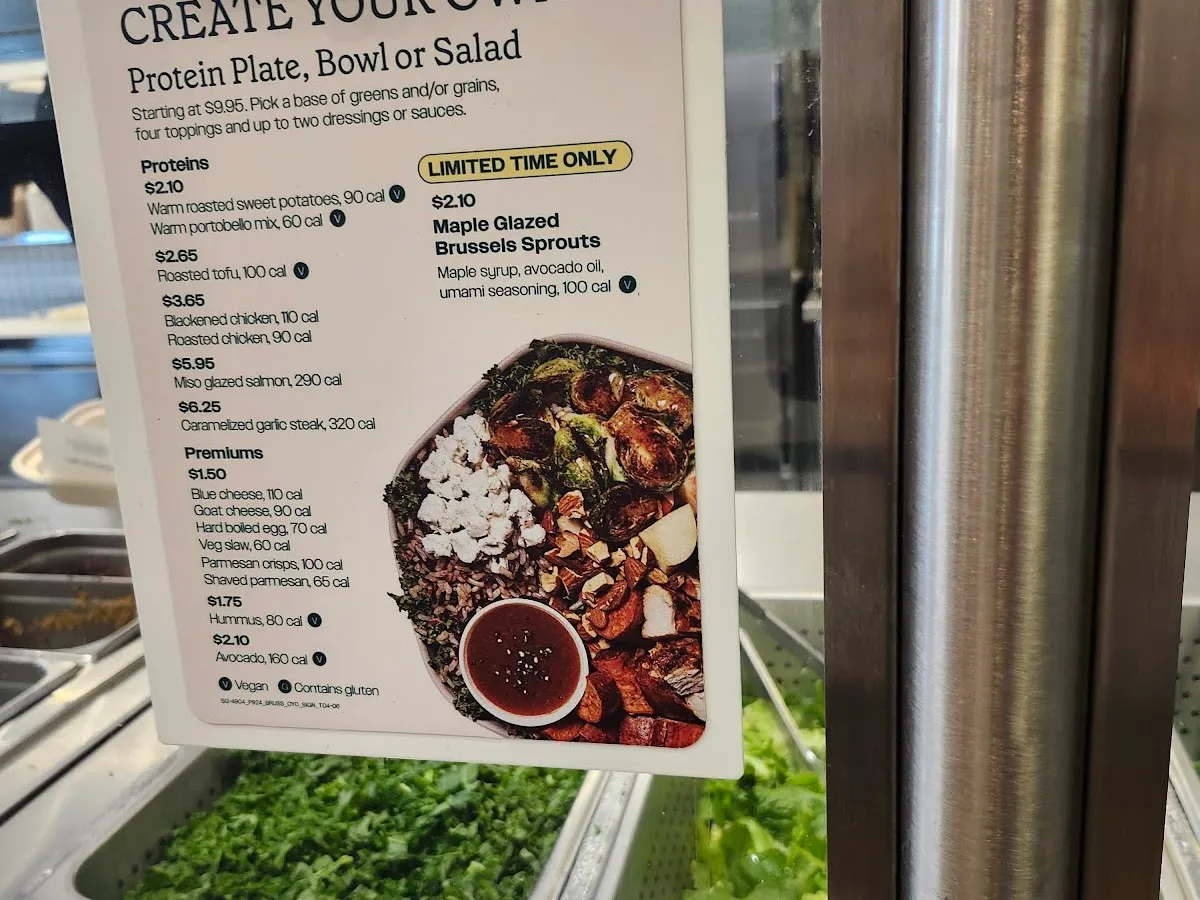 CREATE YOUR OWN
Protein Plate, Bowl or Salad
Starting at $9.95. Pick a base of greens and/or grains,
four toppings and up to two dressings or sauces.
Proteins
$2.10
Warm roasted sweet potatoes, 90 cal V
Warm portobello mix, 60 cal V
$2.65
Roasted tofu, 100 cal V
$3.65
Blackened chicken, 110 cal
Roasted chicken, 90 cal
$5.95
Miso glazed salmon, 290 cal
$6.25
Caramelized garlic steak, 320 cal
Premiums
$1.50
Blue cheese, 110 cal
Goat cheese, 90 cal
Hard boiled egg, 70 cal
Veg slaw, 60 cal
Parmesan crisps, 100 cal
Shaved parmesan, 65 cal
$1.75
Hummus, 80 cal V
$2.10
Avocado, 160 cal V
V Vegan G Contains gluten
SG-4904_P924_BRUSS_CYO_SIGN_T04-06
LIMITED TIME ONLY
$2.10
Maple Glazed
Brussels Sprouts
Maple syrup, avocado oil,
umami seasoning, 100 cal V